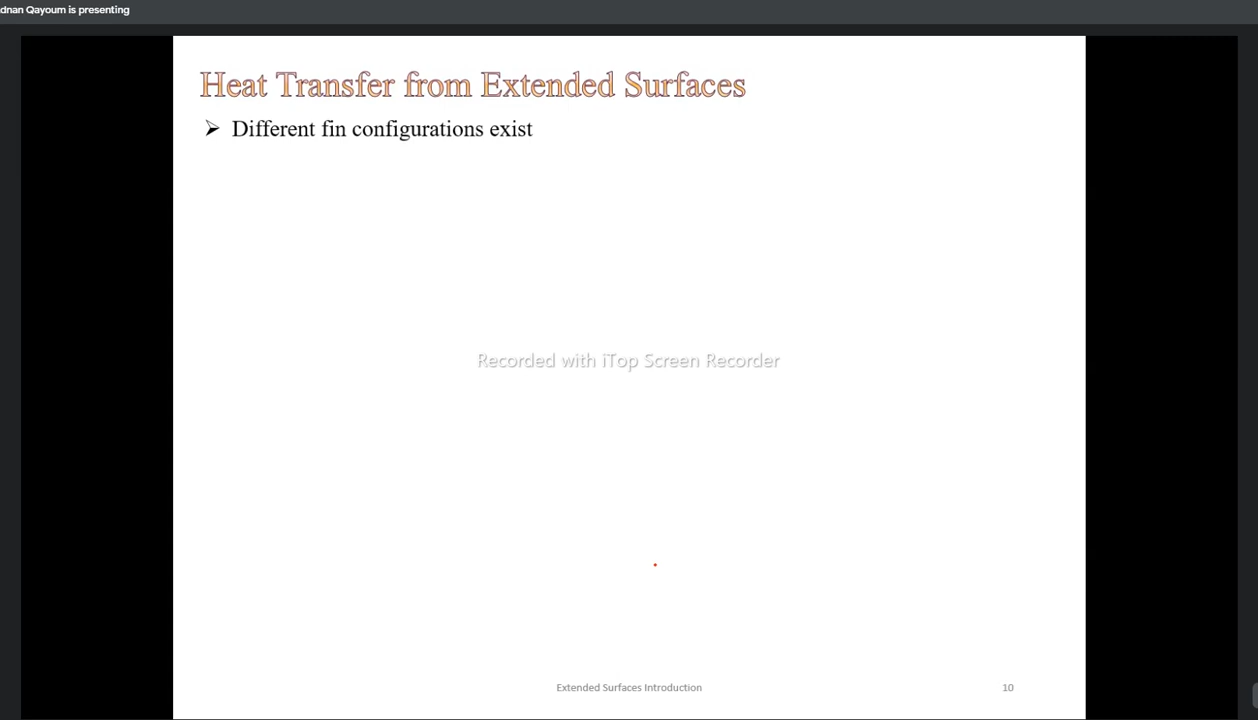 dnan Qayoum is presenting
Heat Transfer from Extended Surfaces
➢ Different fin configurations exist
Recorded with iTop Screen Recorder
Extended Surfaces Introduction 10